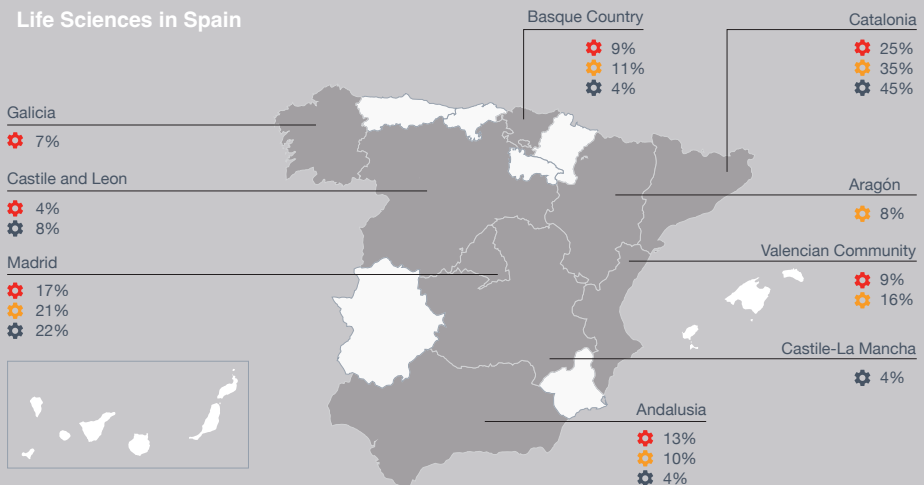 Life Sciences in Spain
Basque Country
9%
11%
4%
Catalonia
25%
35%
45%
Galicia
7%
Castile and Leon
4%
8%
Madrid
17%
21%
22%
Aragón
8%
Valencian Community
9%
16%
Castile-La Mancha
4%
Andalusia
13%
10%
4%